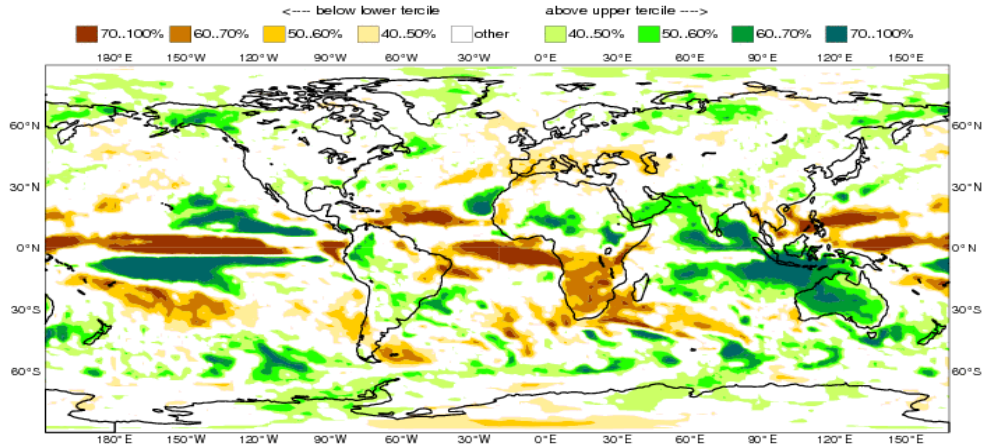 <---- below lower tercile above upper tercile ---->
70..100% 60..70% 50..60% 40..50% other 40..50% 50..60% 60..70% 70..100%
180°E 150°W 120°W 90°W 60°W 30°W 0°E 30°E 60°E 90°E 120°E 150°E
60°N 60°N
30°N 30°N
0°N 0°N
30°S 30°S
60°S 60°S
180°E 150°W 120°W 90°W 60°W 30°W 0°E 30°E 60°E 90°E 120°E 150°E